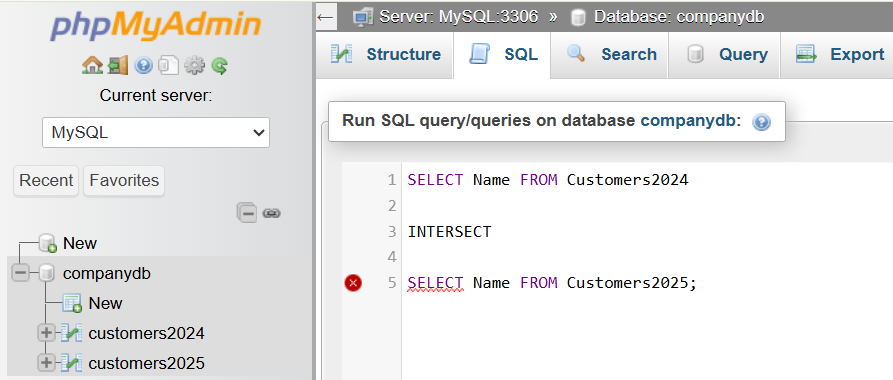 phpMyAdmin
Current server:
MySQL
Recent Favorites
New
companydb
New
customers2024
customers2025
Server: MySQL:3306 » Database: companydb
Structure SQL Search Query Export
Run SQL query/queries on database companydb:
1 SELECT Name FROM Customers2024
2
3 INTERSECT
4
5 SELECT Name FROM Customers2025;